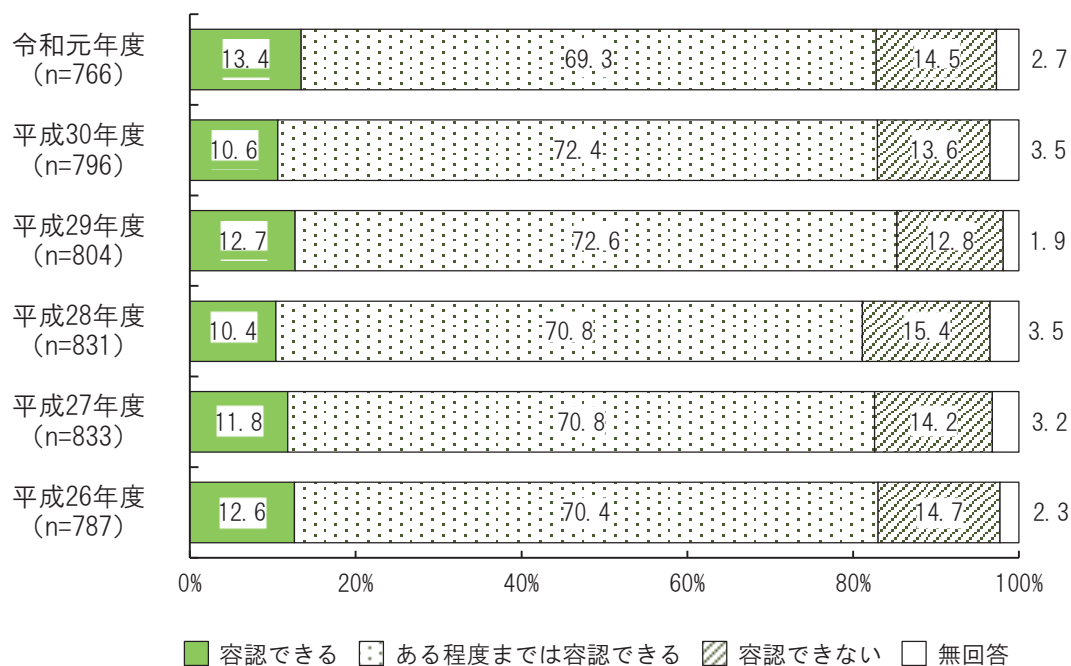 令和元年度
(n=766)
13.4 69.3 14.5 2.7
平成30年度
(n=796)
10.6 72.4 13.6 3.5
平成29年度
(n=804)
12.7 72.6 12.8 1.9
平成28年度
(n=831)
10.4 70.8 15.4 3.5
平成27年度
(n=833)
11.8 70.8 14.2 3.2
平成26年度
(n=787)
12.6 70.4 14.7 2.3
0% 20% 40% 60% 80% 100%
容認できる ある程度までは容認できる 容認できない 無回答